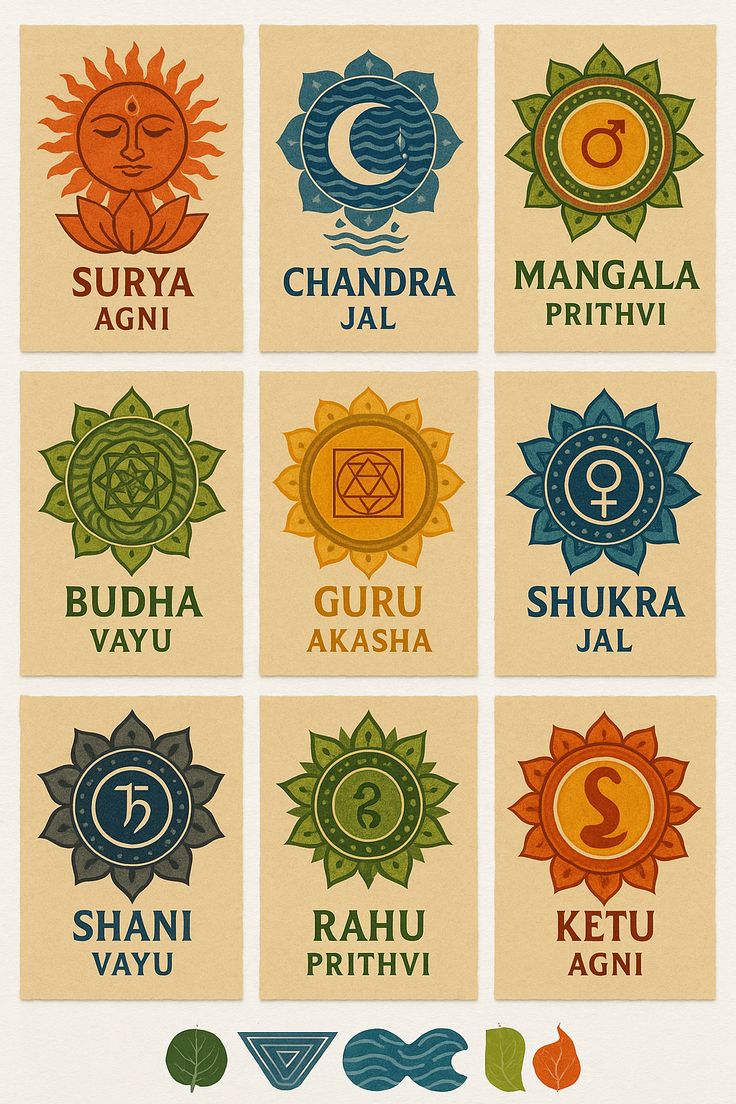 SURYA
AGNI
CHANDRA
JAL
MANGALA
PRITHVI
BUDHA
VAYU
GURU
AKASHA
SHUKRA
JAL
SHANI
VAYU
RAHU
PRITHVI
KETU
AGNI